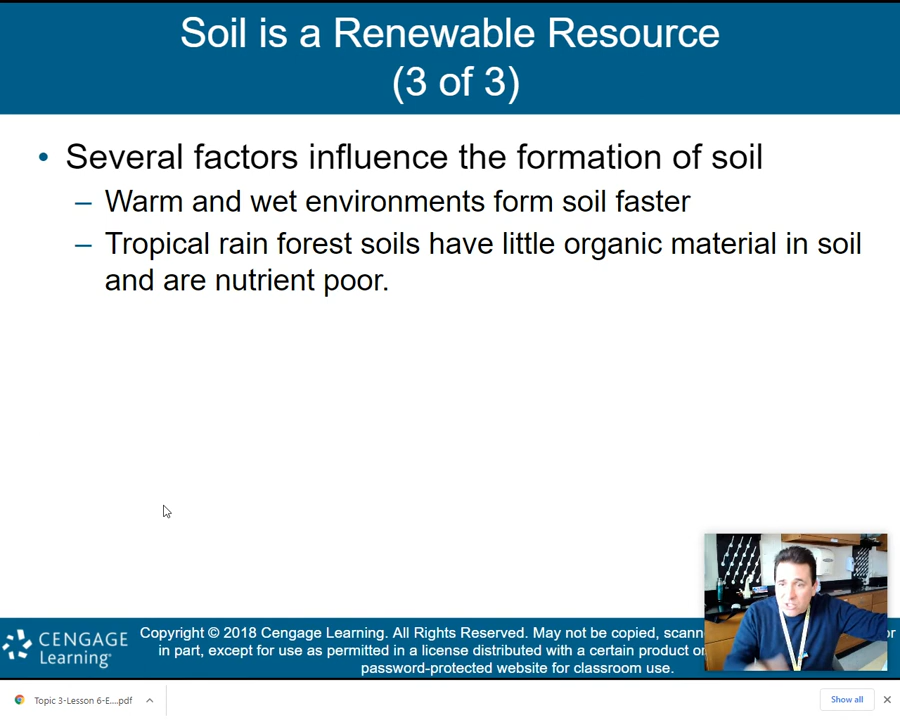 Soil is a Renewable Resource
(3 of 3)
• Several factors influence the formation of soil
– Warm and wet environments form soil faster
– Tropical rain forest soils have little organic material in soil
and are nutrient poor.
CENGAGE
Learning®
Copyright © 2018 Cengage Learning. All Rights Reserved. May not be copied, scann or
in part, except for use as permitted in a license distributed with a certain product or
password-protected website for classroom use.
Topic 3-Lesson 6-E....pdf
Show all